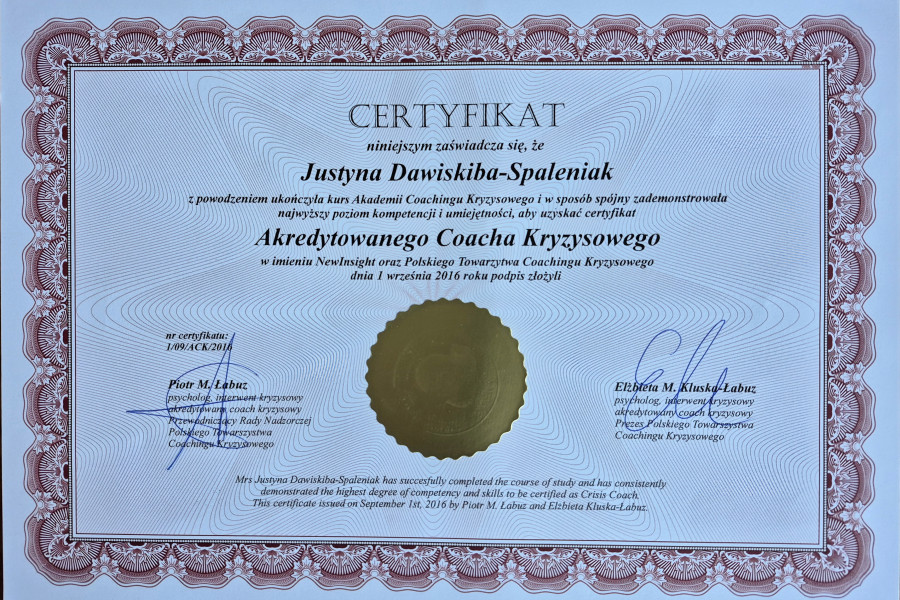 CERTYFIKAT
niniejszym zaświadcza się, że
Justyna Dawiskiba-Spaleniak
z powodzeniem ukończyła kurs Akademii Coachingu Kryzysowego i w sposób spójny zademonstrowała
najwyższy poziom kompetencji i umiejętności, aby uzyskać certyfikat
Akredytowanego Coacha Kryzysowego
w imieniu NewInsight oraz Polskiego Towarzytwa Coachingu Kryzysowego
dnia 1 września 2016 roku podpis złożyli
nr certyfikatu:
1/09/ACK/2016
Piotr M. Łabuz
psycholog, interwent kryzysowy
akredytowany coach kryzysowy
Przewodniczący Rady Nadzorczej
Polskiego Towarzystwa
Coachingu Kryzysowego
Elżbieta M. Kluska-Łabuz
psycholog, interwent kryzysowy
akredytowany coach kryzysowy
Prezes Polskiego Towarzystwa
Coachingu Kryzysowego
Mrs Justyna Dawiskiba-Spaleniak has succesfully completed the course of study and has consistently
demonstrated the highest degree of competency and skills to be certified as Crisis Coach.
This certificate issued on September 1st, 2016 by Piotr M. Łabuz and Elżbieta Kluska-Łabuz.